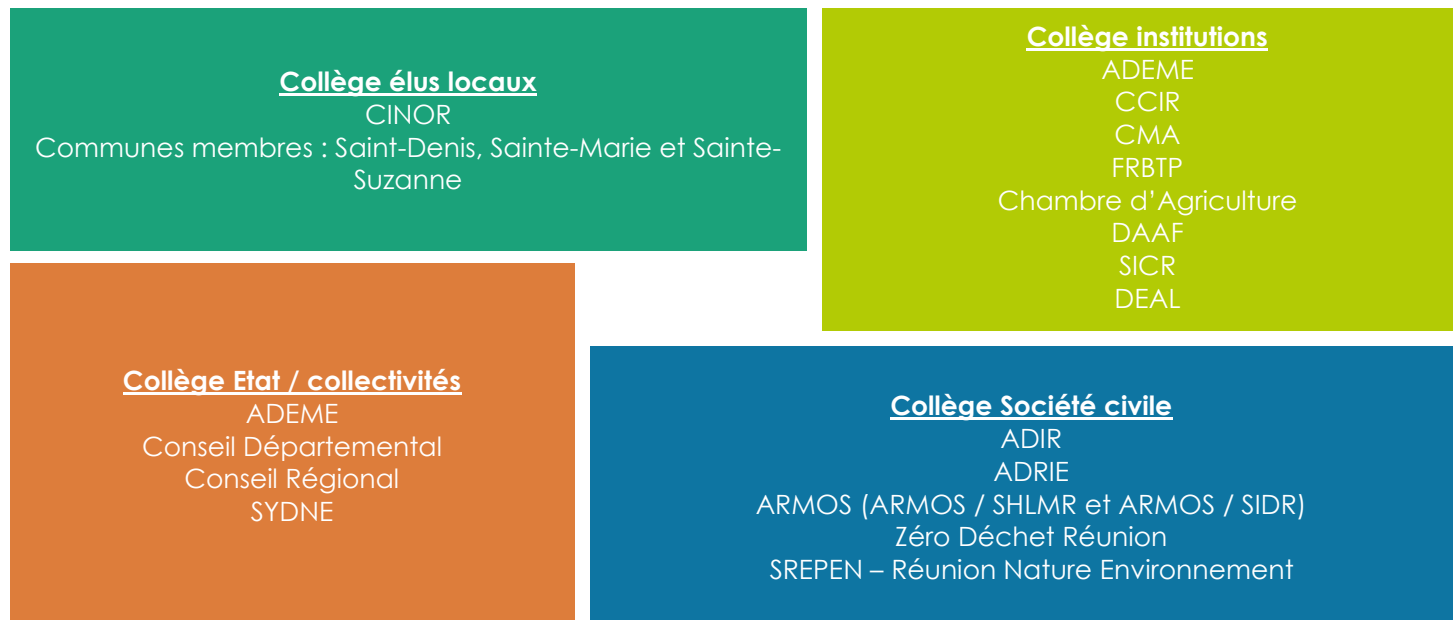 Collège élus locaux
CINOR
Communes membres : Saint-Denis, Sainte-Marie et Sainte-
Suzanne
Collège institutions
ADEME
CCIR
CMA
FRBTP
Chambre d’Agriculture
DAAF
SICR
DEAL
Collège Etat / collectivités
ADEME
Conseil Départemental
Conseil Régional
SYDNE
Collège Société civile
ADIR
ADRIE
ARMOS (ARMOS / SHLMR et ARMOS / SIDR)
Zéro Déchet Réunion
SREPEN – Réunion Nature Environnement